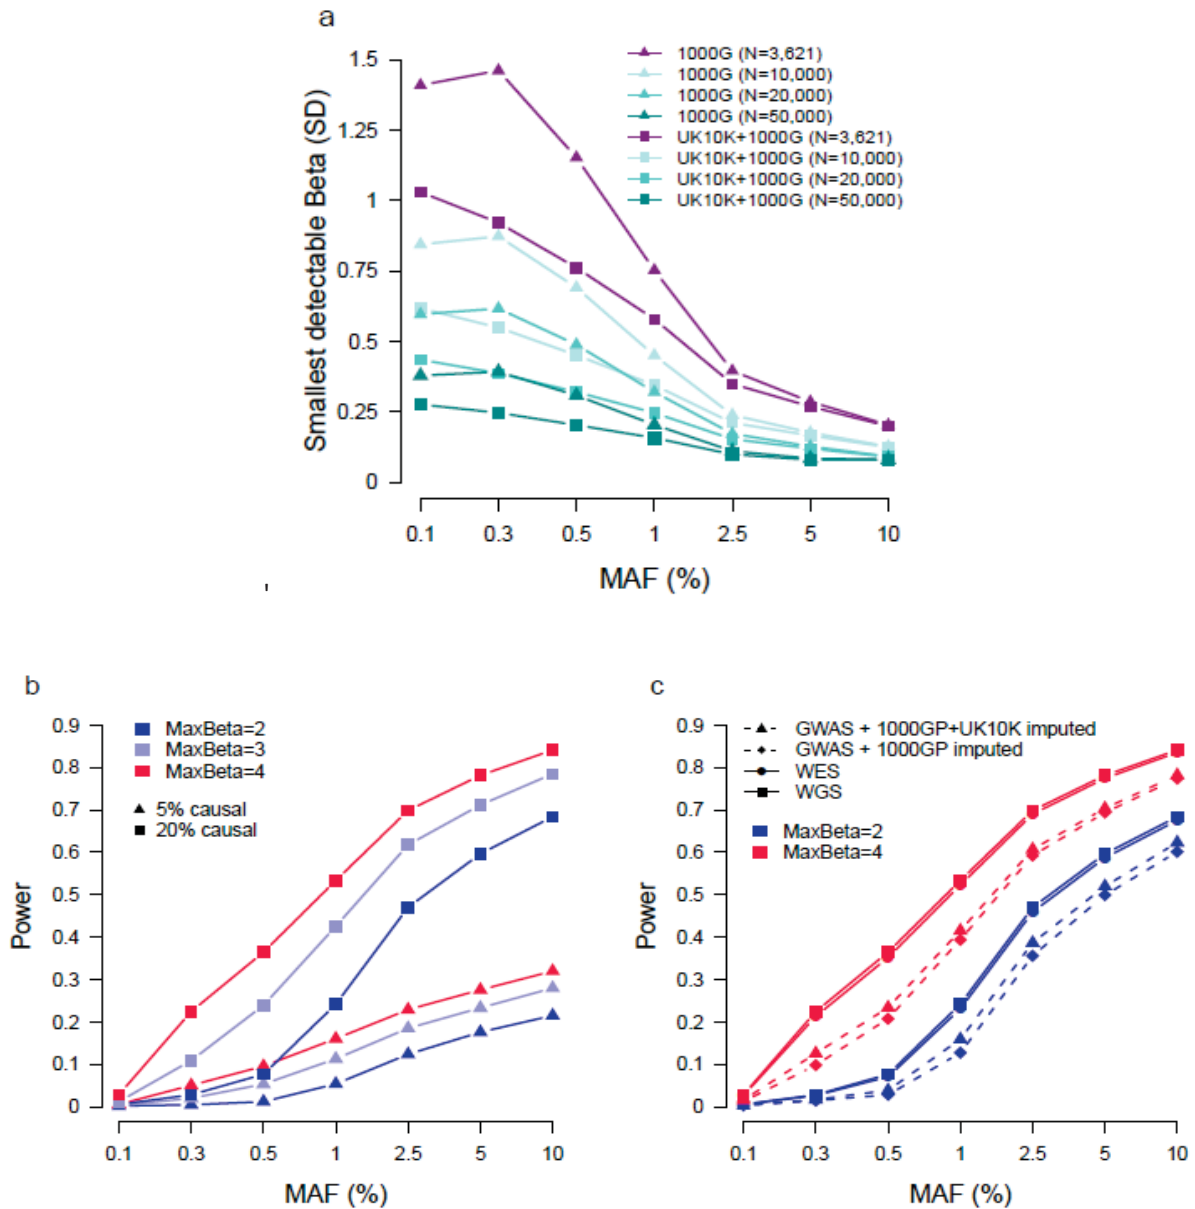 a
1.5
1.25
1
0.75
0.5
0.25
0
Smallest detectable Beta (SD)
1000G (N=3,621)
1000G (N=10,000)
1000G (N=20,000)
1000G (N=50,000)
UK10K+1000G (N=3,621)
UK10K+1000G (N=10,000)
UK10K+1000G (N=20,000)
UK10K+1000G (N=50,000)
0.1 0.3 0.5 1 2.5 5 10
MAF (%)
b
0.9
0.8
0.7
0.6
0.5
0.4
0.3
0.2
0.1
0
Power
MaxBeta=2
MaxBeta=3
MaxBeta=4
5% causal
20% causal
0.1 0.3 0.5 1 2.5 5 10
MAF (%)
c
0.9
0.8
0.7
0.6
0.5
0.4
0.3
0.2
0.1
0
Power
GWAS + 1000GP+UK10K imputed
GWAS + 1000GP imputed
WES
WGS
MaxBeta=2
MaxBeta=4
0.1 0.3 0.5 1 2.5 5 10
MAF (%)